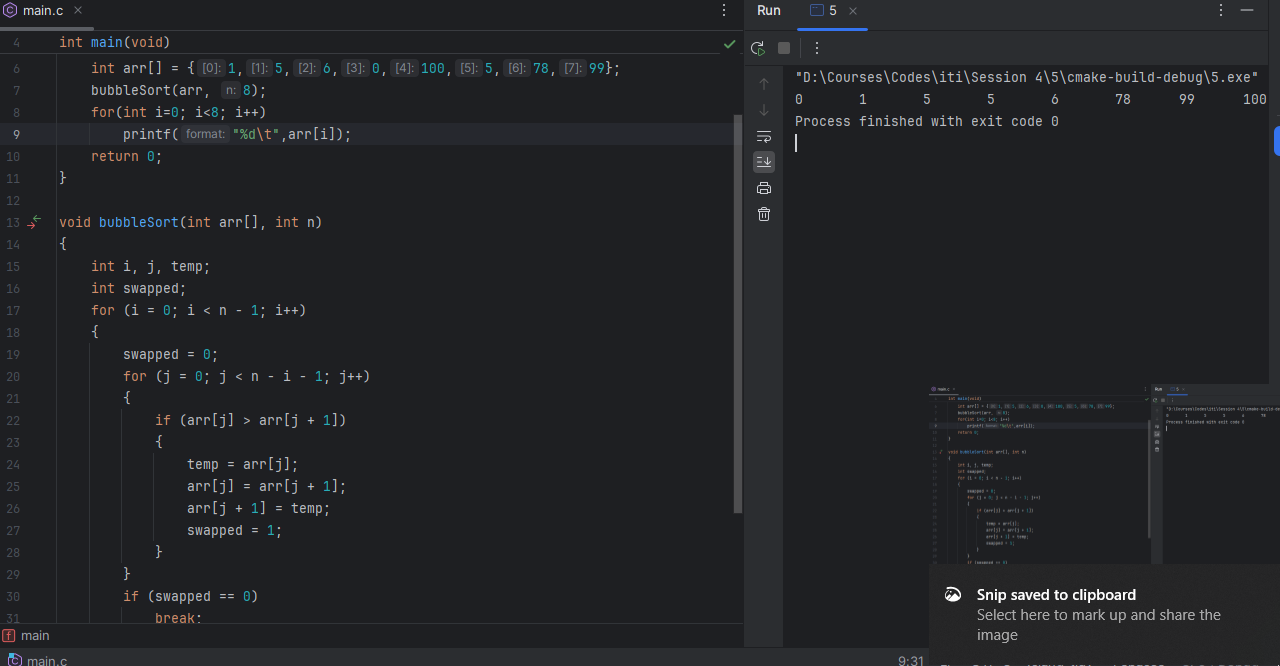 main.c
4 int main(void)
6 int arr[] = {[0]:1,[1]:5,[2]:6,[3]:0,[4]:100,[5]:5,[6]:78,[7]:99};
7 bubbleSort(arr, n:8);
8 for(int i=0; i<8; i++)
9 printf(format:"%d\t",arr[i]);
10 return 0;
11 }
12
13 void bubbleSort(int arr[], int n)
14 {
15 int i, j, temp;
16 int swapped;
17 for (i = 0; i < n - 1; i++)
18 {
19 swapped = 0;
20 for (j = 0; j < n - i - 1; j++)
21 {
22 if (arr[j] > arr[j + 1])
23 {
24 temp = arr[j];
25 arr[j] = arr[j + 1];
26 arr[j + 1] = temp;
27 swapped = 1;
28 }
29 }
30 if (swapped == 0)
31 break;
f main
main.c
9:31
Run 5
"D:\Courses\Codes\iti\Session 4\5\cmake-build-debug\5.exe"
0 1 5 5 6 78 99 100
Process finished with exit code 0
Snip saved to clipboard
Select here to mark up and share the
image